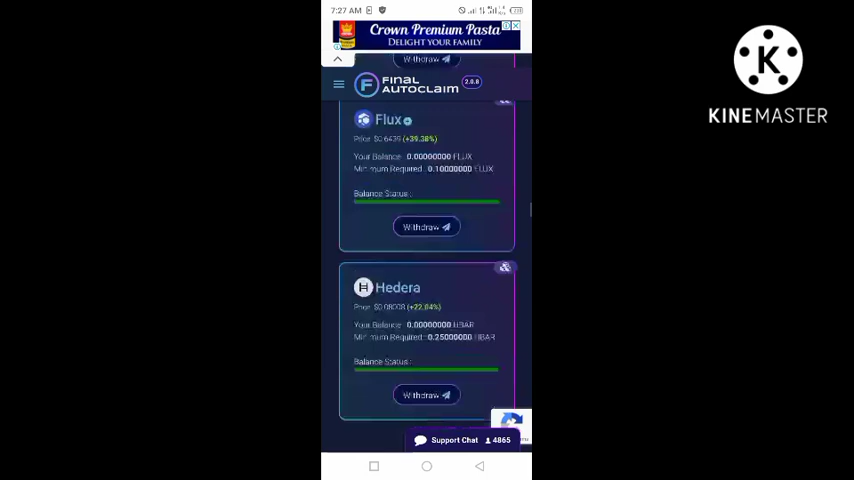 7:27 AM
Crown Premium Pasta
DELIGHT YOUR FAMILY
Withdraw
FINAL
AUTOCLAIM
2.0.8
KINEMASTER
Flux
Price: $0.6439 (+39.38%)
Your Balance : 0.00000000 FLUX
Minimum Required : 0.10000000 FLUX
Balance Status :
Withdraw
Hedera
(+22.04%)
Your Balance : 0.00000000 HBAR
Minimum Required : 0.25000000 HBAR
Balance Status :
Withdraw
Support Chat 4865